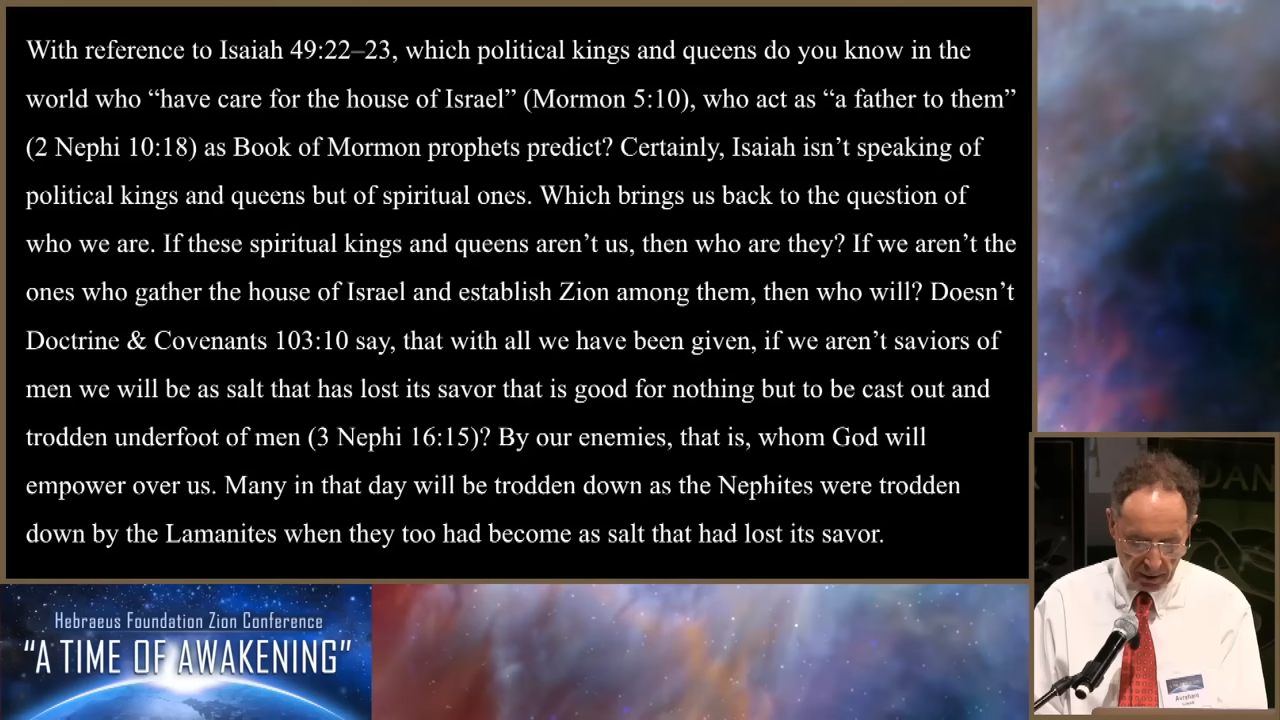 With reference to Isaiah 49:22–23, which political kings and queens do you know in the
world who “have care for the house of Israel” (Mormon 5:10), who act as “a father to them”
(2 Nephi 10:18) as Book of Mormon prophets predict? Certainly, Isaiah isn’t speaking of
political kings and queens but of spiritual ones. Which brings us back to the question of
who we are. If these spiritual kings and queens aren’t us, then who are they? If we aren’t the
ones who gather the house of Israel and establish Zion among them, then who will? Doesn’t
Doctrine & Covenants 103:10 say, that with all we have been given, if we aren’t saviors of
men we will be as salt that has lost its savor that is good for nothing but to be cast out and
trodden underfoot of men (3 Nephi 16:15)? By our enemies, that is, whom God will
empower over us. Many in that day will be trodden down as the Nephites were trodden
down by the Lamanites when they too had become as salt that had lost its savor.
Hebraeus Foundation Zion Conference
“A TIME OF AWAKENING”
DAN
Avraham